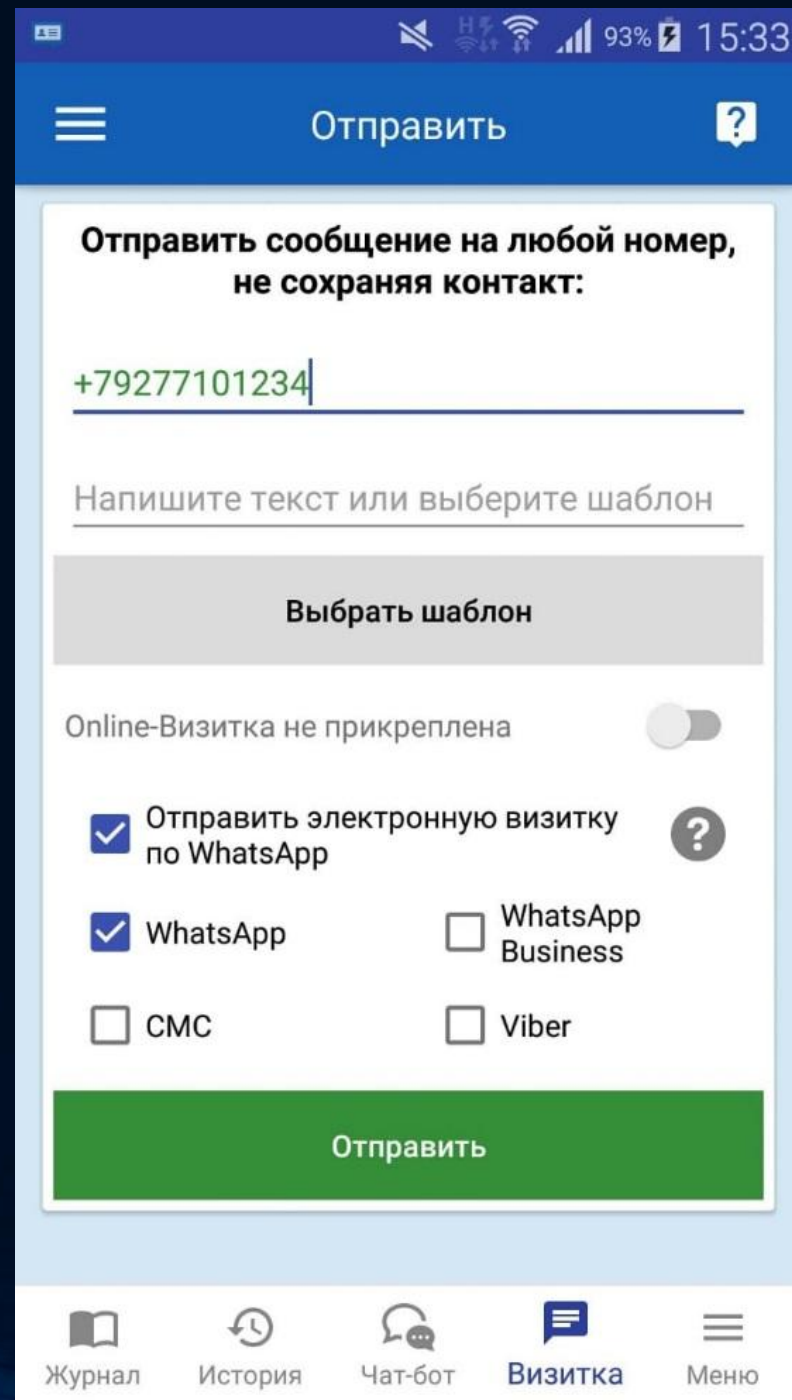 93% 15:33
Отправить
Отправить сообщение на любой номер,
не сохраняя контакт:
+79277101234
Напишите текст или выберите шаблон
Выбрать шаблон
Online-Визитка не прикреплена
Отправить электронную визитку
по WhatsApp
?
WhatsApp
WhatsApp
Business
СМС
Viber
Отправить
Журнал
История
Чат-бот
Визитка
Меню